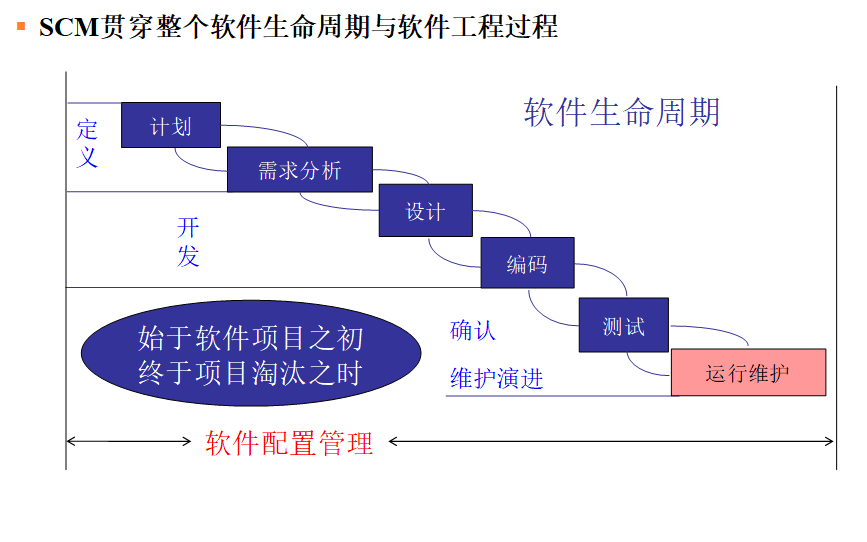 SCM贯穿整个软件生命周期与软件工程过程
软件生命周期
定
义
计划
需求分析
设计
开
发
编码
始于软件项目之初
终于项目淘汰之时
确认
测试
维护演进
运行维护
软件配置管理